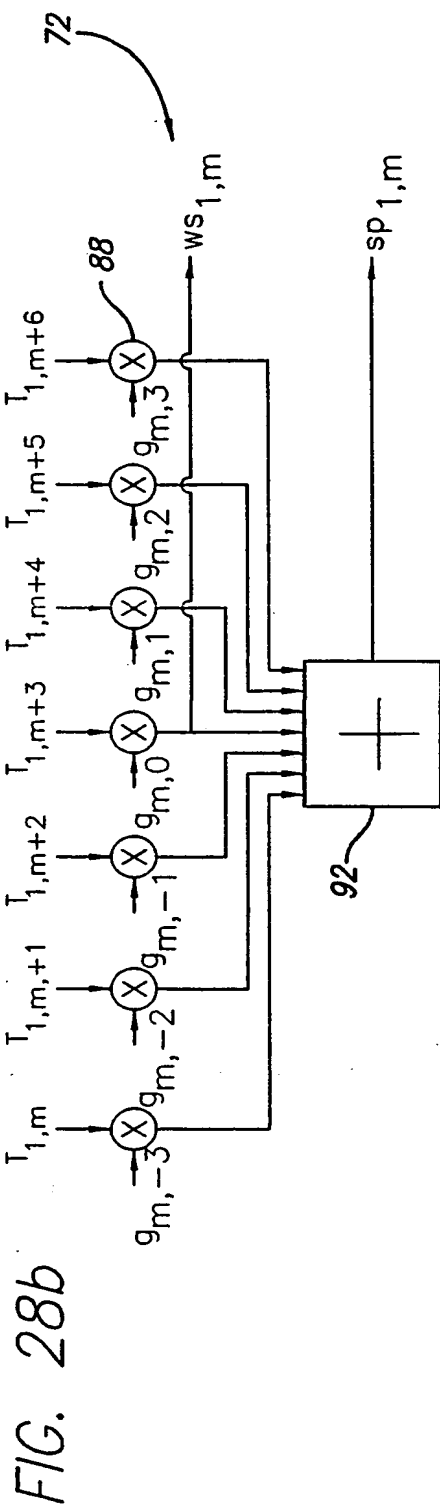 FIG. 28b
72
T1,m T1,m,+1 T1,m+2 T1,m+3 T1,m+4 T1,m+5 T1,m+6
88
X X X X X X X
gm,-3 gm,-2 gm,-1 gm,0 gm,1 gm,2 gm,3
ws1,m
92
+
sp1,m